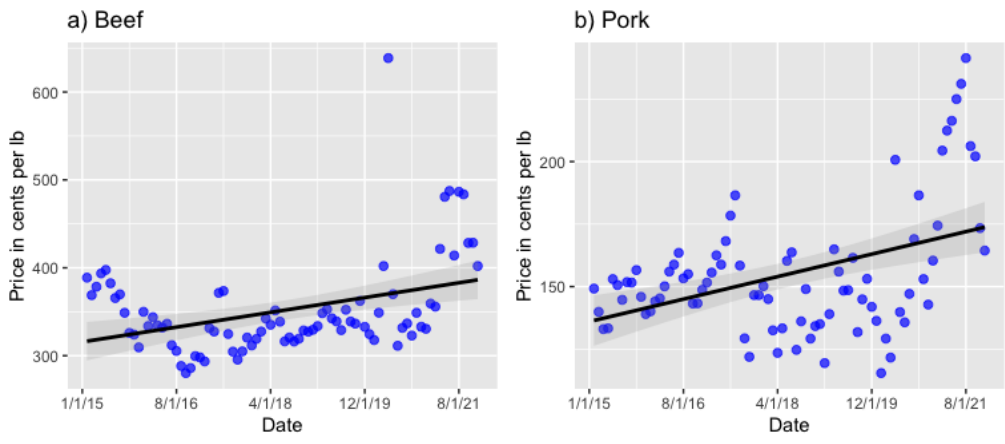 a) Beef
Price in cents per lb
600
500
400
300
1/1/15 8/1/16 4/1/18 12/1/19 8/1/21
Date
b) Pork
Price in cents per lb
200
150
1/1/15 8/1/16 4/1/18 12/1/19 8/1/21
Date